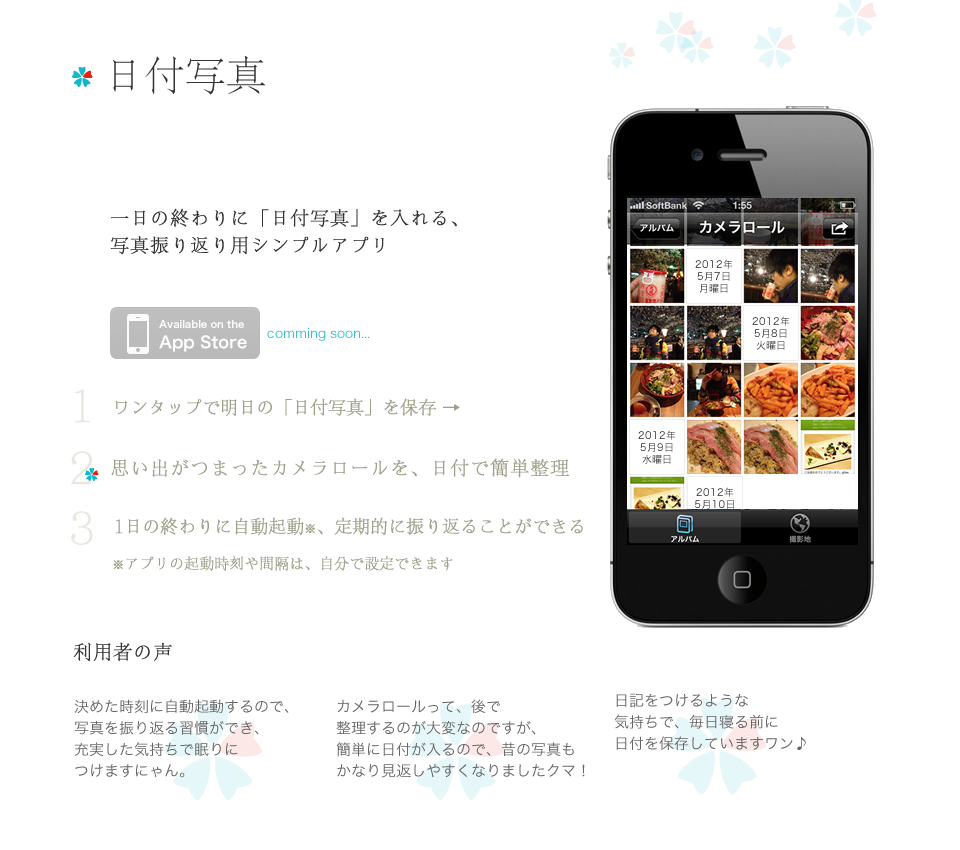 日付写真
一日の終わりに「日付写真」を入れる、
写真振り返り用シンプルアプリ
Available on the
App Store
comming soon...
1 ワンタップで明日の「日付写真」を保存 →
2 思い出がつまったカメラロールを、日付で簡単整理
3 1日の終わりに自動起動※、定期的に振り返ることができる
※アプリの起動時刻や間隔は、自分で設定できます
SoftBank 1:55
アルバム カメラロール
2012年
5月7日
月曜日
2012年
5月8日
火曜日
2012年
5月9日
水曜日
2012年
5月10日
アルバム 撮影地
利用者の声
決めた時刻に自動起動するので、
写真を振り返る習慣ができ、
充実した気持ちで眠りに
つけますにゃん。
カメラロールって、後で
整理するのが大変なのですが、
簡単に日付が入るので、昔の写真も
かなり見返しやすくなりましたクマ！
日記をつけるような
気持ちで、毎日寝る前に
日付を保存していますワン♪